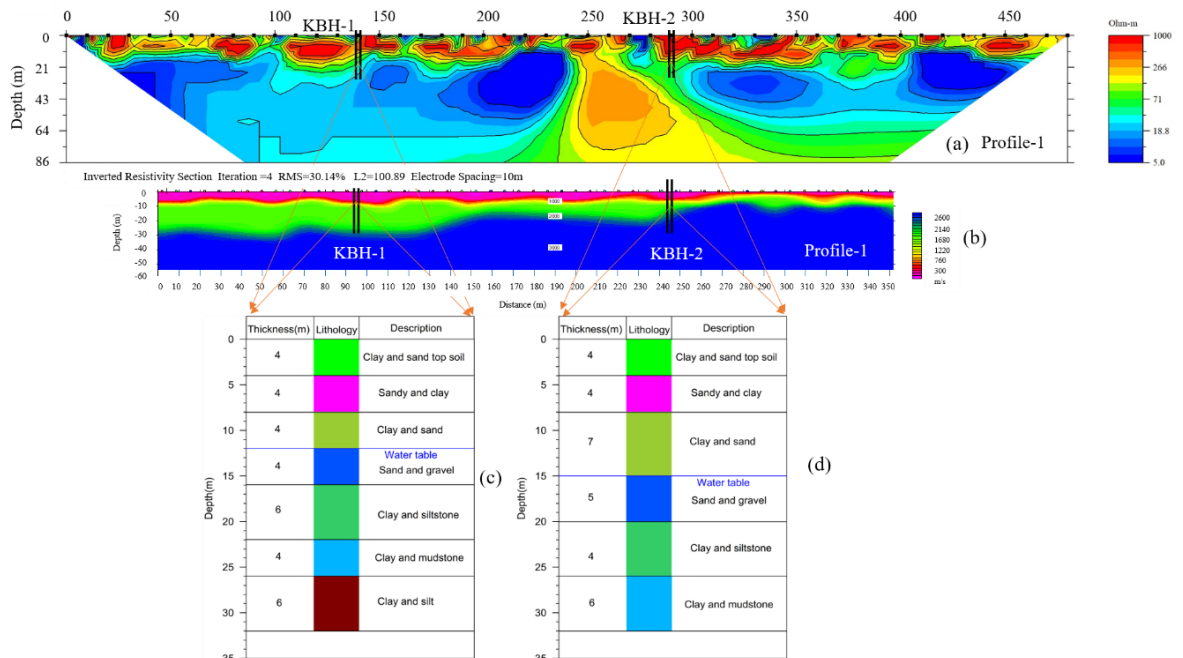 0 50 100 KBH-1 150 200 250 KBH-2 300 350 400 450
Ohm-m
Depth (m)
0
21
43
64
86
1000
266
71
18.8
5.0
(a) Profile-1
Inverted Resistivity Section Iteration =4 RMS=30.14% L2=100.89 Electrode Spacing=10m
Depth (m)
0
-10
-20
-30
-40
-50
-60
1000
2000
KBH-1
KBH-2
Profile-1
2600
2140
1680
1220
760
300
m/s
(b)
0 10 20 30 40 50 60 70 80 90 100 110 120 130 140 150 160 170 180 190 200 210 220 230 240 250 260 270 280 290 300 310 320 330 340 350
Distance (m)
Thickness(m) Lithology Description
Depth(m)
0
5
10
15
20
25
30
35
4 Clay and sand top soil
4 Sandy and clay
4 Clay and sand
Water table
4 Sand and gravel
6 Clay and siltstone
4 Clay and mudstone
6 Clay and silt
(c)
Thickness(m) Lithology Description
Depth(m)
0
5
10
15
20
25
30
35
4 Clay and sand top soil
4 Sandy and clay
7 Clay and sand
Water table
5 Sand and gravel
4 Clay and siltstone
6 Clay and mudstone
(d)